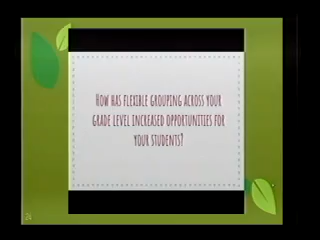 How has flexible grouping across your
grade level increased opportunities for
your students?